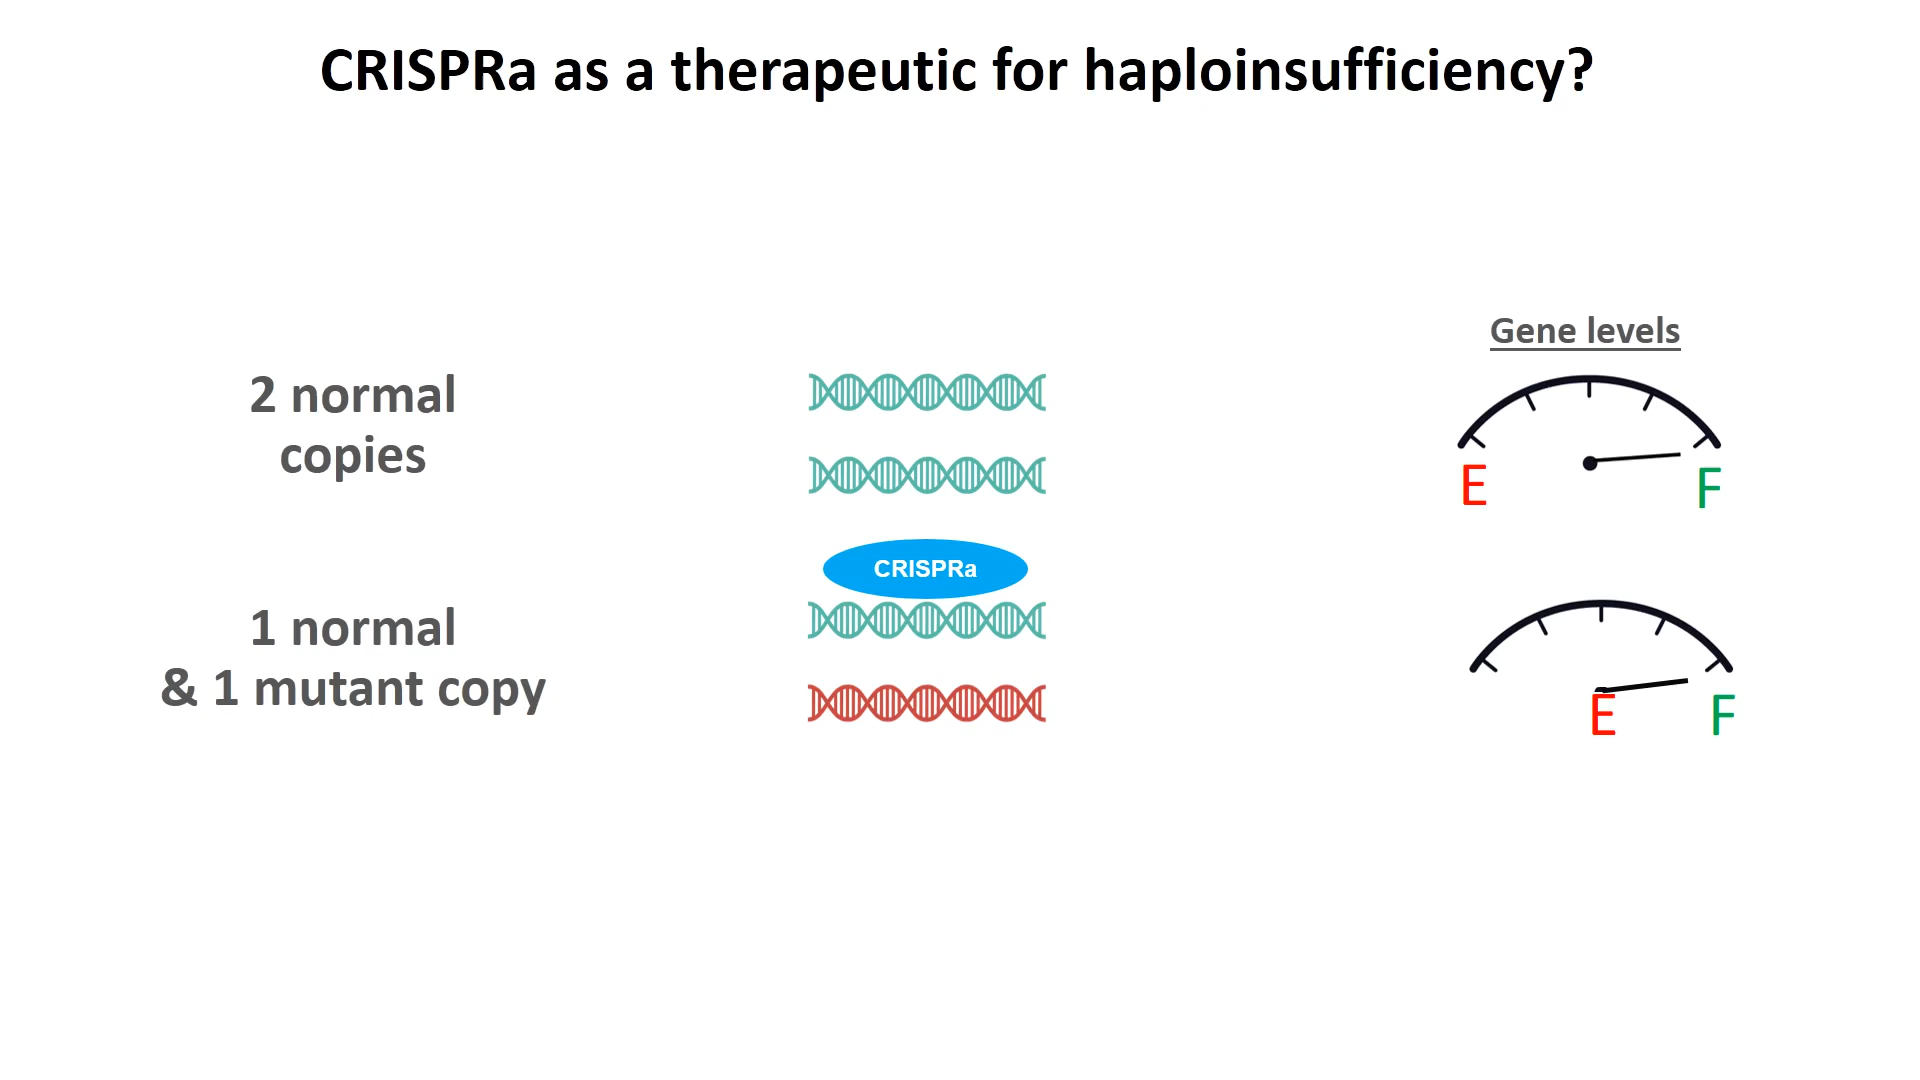 CRISPRa as a therapeutic for haploinsufficiency?
Gene levels
2 normal
copies
E
F
CRISPRa
1 normal
& 1 mutant copy
E
F